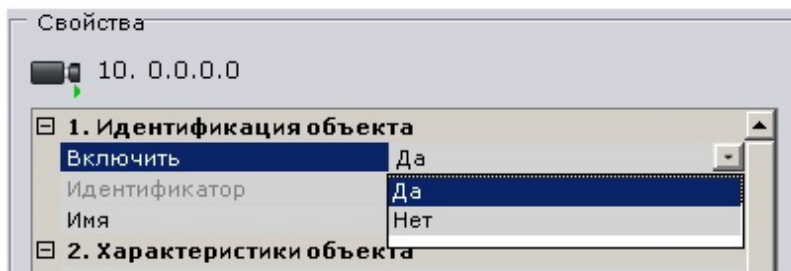 Свойства
10. 0.0.0.0
1. Идентификация объекта
Включить Да
Идентификатор Да
Имя Нет
2. Характеристики объекта